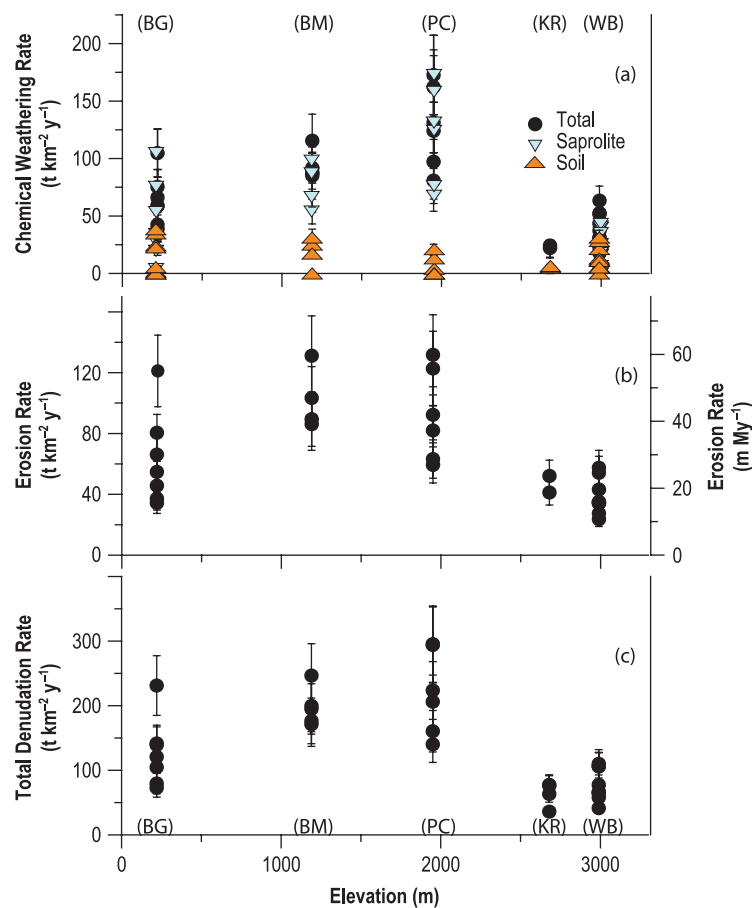 (BG) (BM) (PC) (KR) (WB)
200
150
100
50
0
Chemical Weathering Rate
(t km⁻² y⁻¹)
(a)
Total
Saprolite
Soil
120
80
40
0
Erosion Rate
(t km⁻² y⁻¹)
(b)
60
40
20
0
Erosion Rate
(m My⁻¹)
300
200
100
0
Total Denudation Rate
(t km⁻² y⁻¹)
(c)
(BG) (BM) (PC) (KR) (WB)
0 1000 2000 3000
Elevation (m)